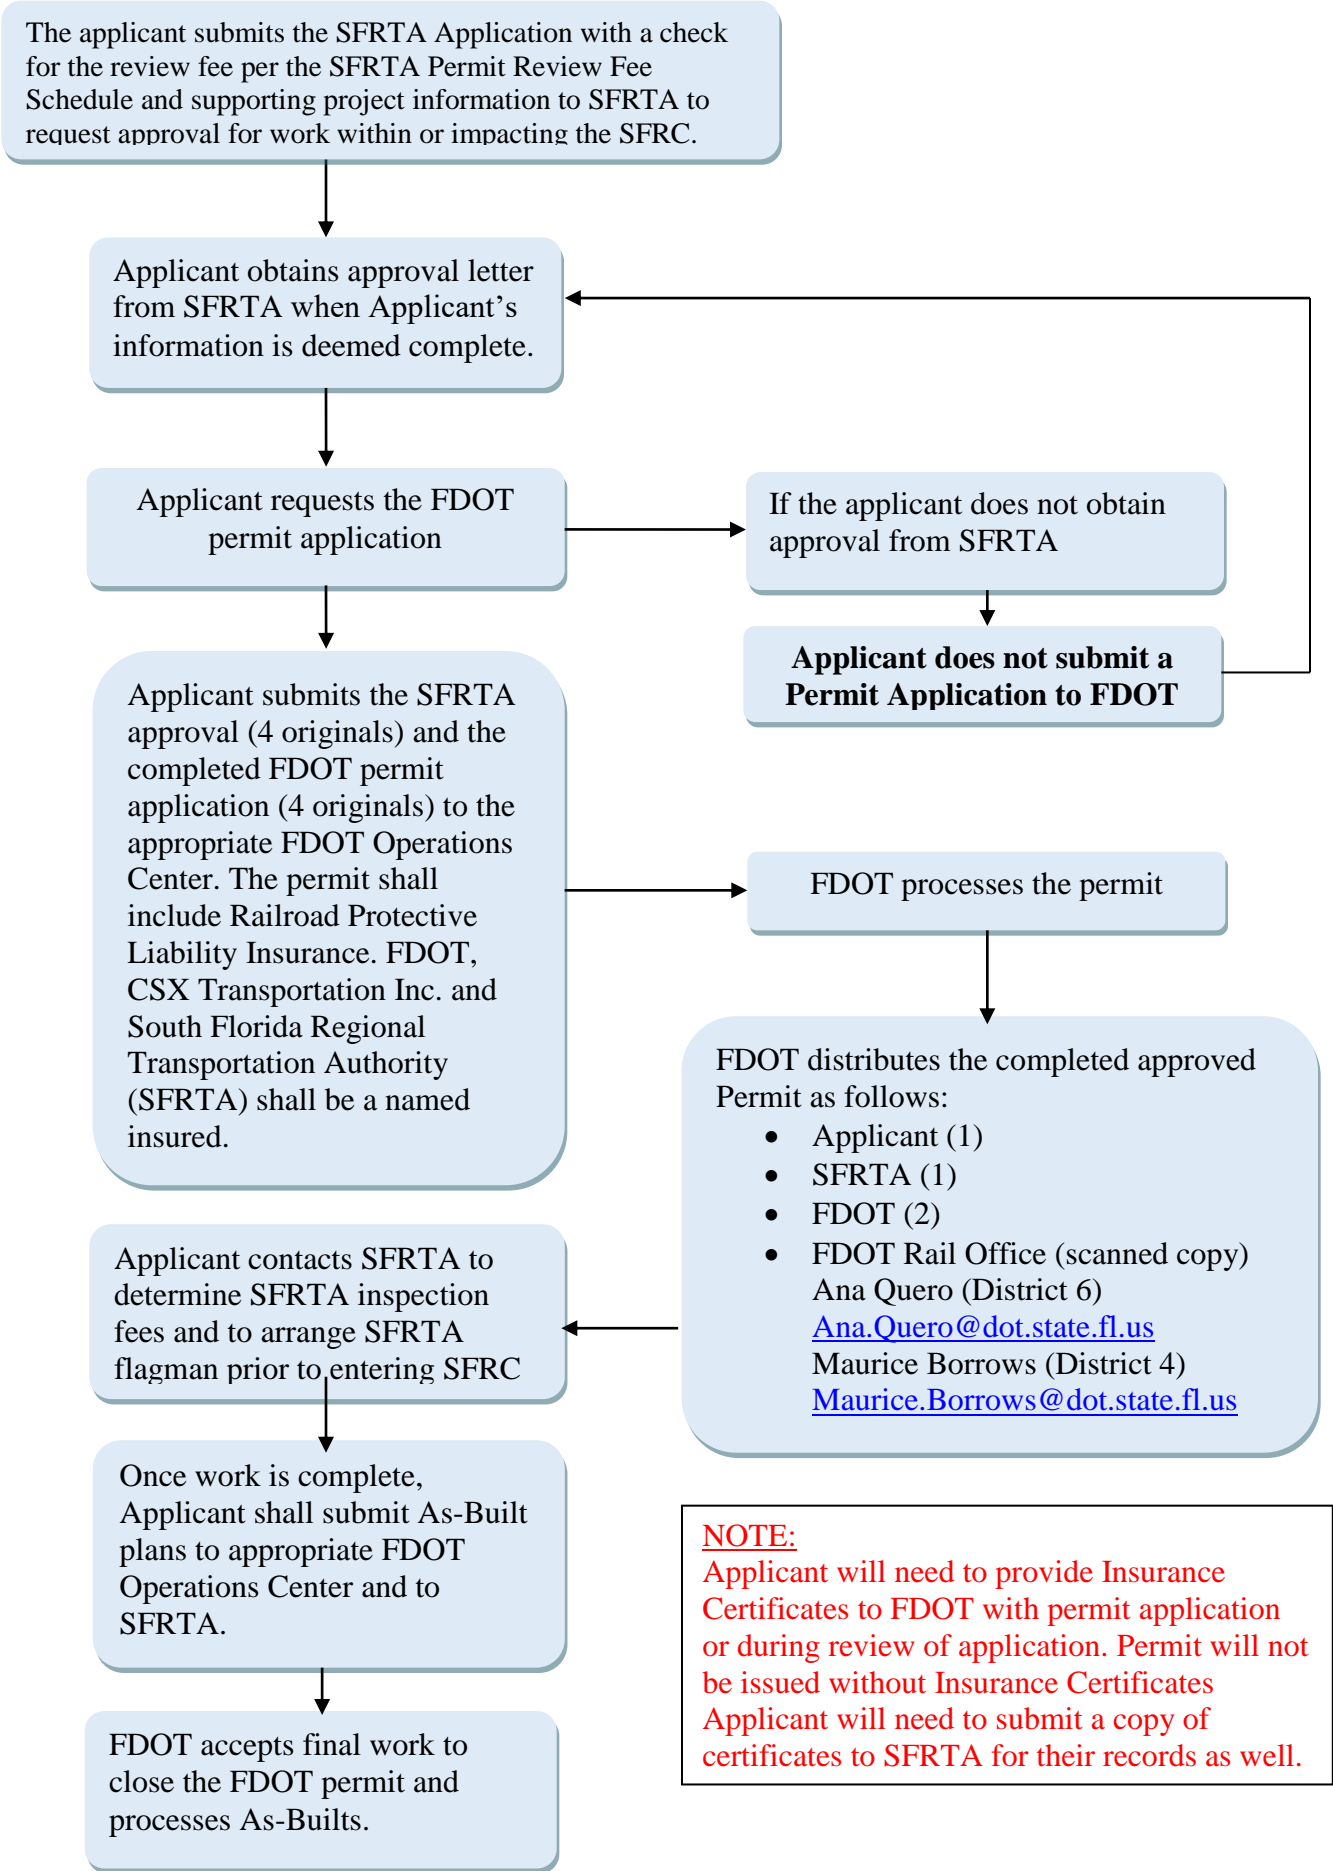 The applicant submits the SFRTA Application with a check
for the review fee per the SFRTA Permit Review Fee
Schedule and supporting project information to SFRTA to
request approval for work within or impacting the SFRC.
Applicant obtains approval letter
from SFRTA when Applicant’s
information is deemed complete.
Applicant requests the FDOT
permit application
If the applicant does not obtain
approval from SFRTA
Applicant does not submit a
Permit Application to FDOT
Applicant submits the SFRTA
approval (4 originals) and the
completed FDOT permit
application (4 originals) to the
appropriate FDOT Operations
Center. The permit shall
include Railroad Protective
Liability Insurance. FDOT,
CSX Transportation Inc. and
South Florida Regional
Transportation Authority
(SFRTA) shall be a named
insured.
FDOT processes the permit
FDOT distributes the completed approved
Permit as follows:
• Applicant (1)
• SFRTA (1)
• FDOT (2)
• FDOT Rail Office (scanned copy)
Ana Quero (District 6)
Ana.Quero@dot.state.fl.us
Maurice Borrows (District 4)
Maurice.Borrows@dot.state.fl.us
Applicant contacts SFRTA to
determine SFRTA inspection
fees and to arrange SFRTA
flagman prior to entering SFRC
Once work is complete,
Applicant shall submit As-Built
plans to appropriate FDOT
Operations Center and to
SFRTA.
FDOT accepts final work to
close the FDOT permit and
processes As-Builts.
NOTE:
Applicant will need to provide Insurance
Certificates to FDOT with permit application
or during review of application. Permit will not
be issued without Insurance Certificates
Applicant will need to submit a copy of
certificates to SFRTA for their records as well.